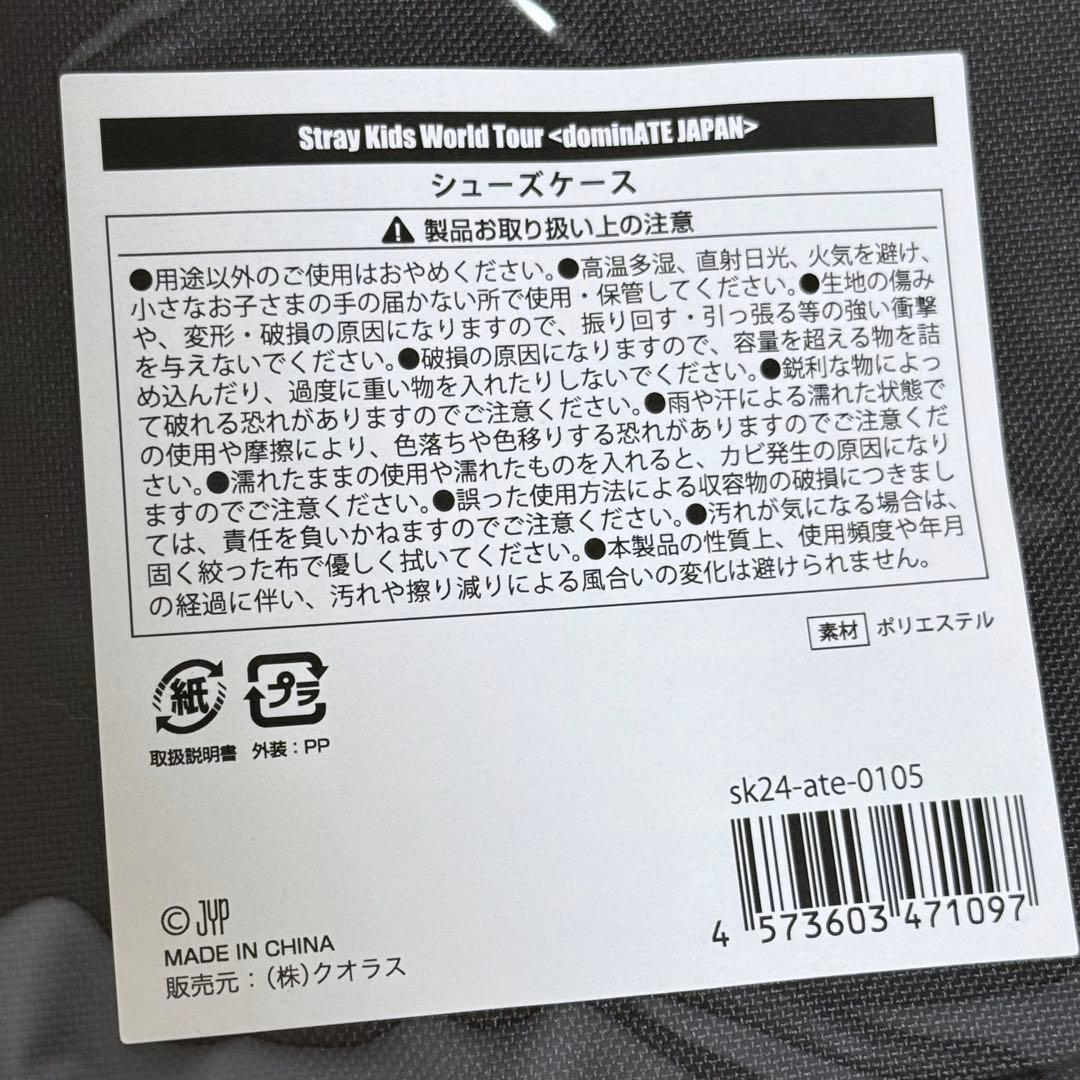 Stray Kids World Tour <dominATE JAPAN>
シューズケース
製品お取り扱い上の注意
●用途以外のご使用はおやめください。●高温多湿、直射日光、火気を避け、
小さなお子さまの手の届かない所で使用・保管してください。●生地の傷み
や、変形・破損の原因になりますので、振り回す・引っ張る等の強い衝撃
を与えないでください。●破損の原因になりますので、容量を超える物を詰
め込んだり、過度に重い物を入れたりしないでください。●鋭利な物によっ
て破れる恐れがありますのでご注意ください。●雨や汗による濡れた状態で
の使用や摩擦により、色落ちや色移りする恐れがありますのでご注意くだ
さい。●濡れたままの使用や濡れたものを入れると、カビ発生の原因になり
ますのでご注意ください。●誤った使用方法による収容物の破損につきまし
ては、責任を負いかねますのでご注意ください。●汚れが気になる場合は、
固く絞った布で優しく拭いてください。●本製品の性質上、使用頻度や年月
の経過に伴い、汚れや擦り減りによる風合いの変化は避けられません。
素材 ポリエステル
紙 プラ
取扱説明書 外装：PP
sk24-ate-0105
4 573603 471097
© JYP
MADE IN CHINA
販売元：(株)クオラス